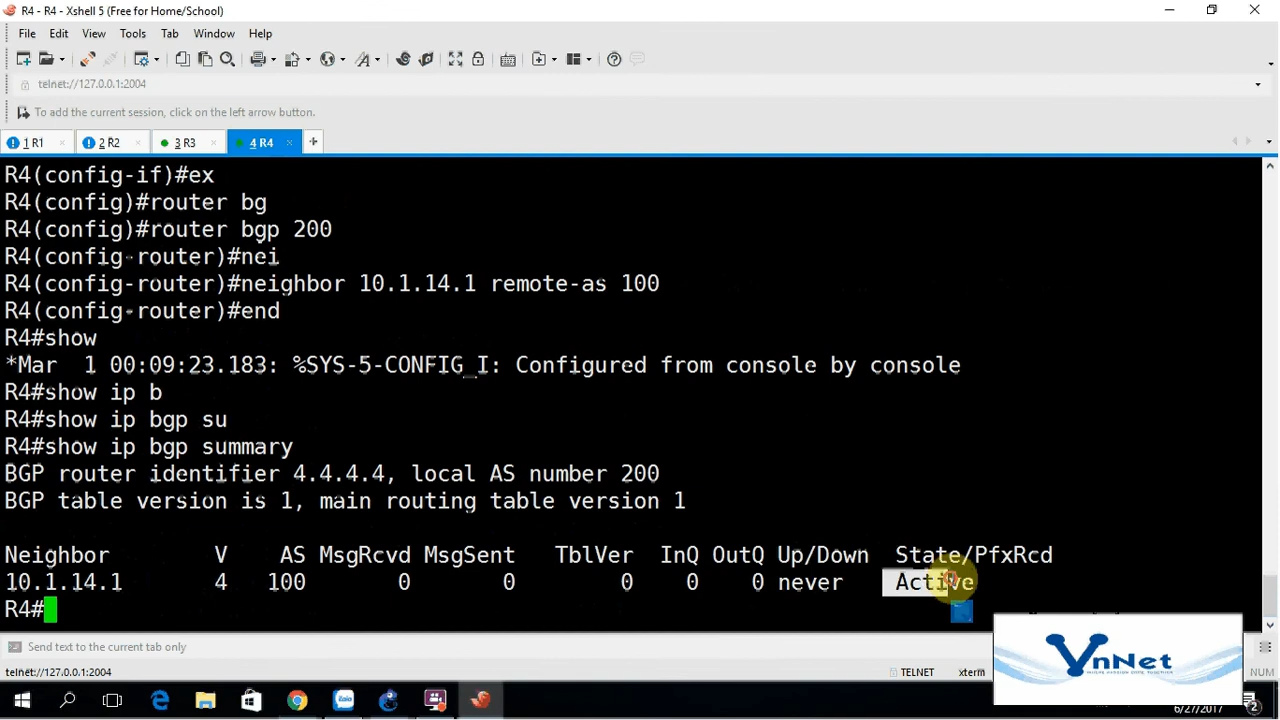 R4 - R4 - Xshell 5 (Free for Home/School)
File Edit View Tools Tab Window Help
telnet://127.0.0.1:2004
To add the current session, click on the left arrow button.
1 R1 2 R2 3 R3 4 R4
R4(config-if)#ex
R4(config)#router bg
R4(config)#router bgp 200
R4(config-router)#nei
R4(config-router)#neighbor 10.1.14.1 remote-as 100
R4(config-router)#end
R4#show
*Mar 1 00:09:23.183: %SYS-5-CONFIG_I: Configured from console by console
R4#show ip b
R4#show ip bgp su
R4#show ip bgp summary
BGP router identifier 4.4.4.4, local AS number 200
BGP table version is 1, main routing table version 1
Neighbor V AS MsgRcvd MsgSent TblVer InQ OutQ Up/Down State/PfxRcd
10.1.14.1 4 100 0 0 0 0 0 never Active
R4#
Send text to the current tab only
telnet://127.0.0.1:2004 TELNET xterm NUM
VnNet
Zalo
6/27/2017 2